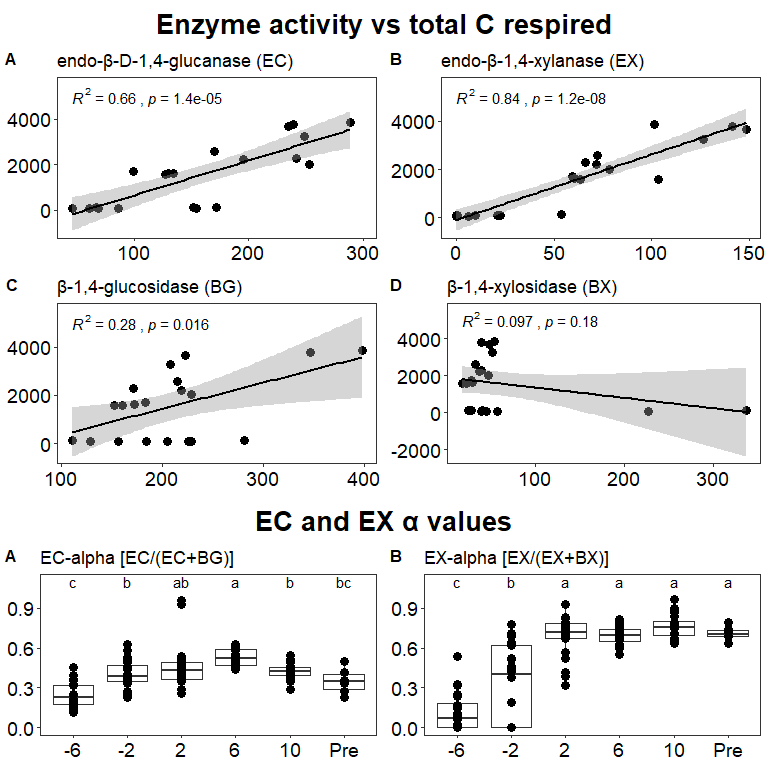 Enzyme activity vs total C respired
A endo-β-D-1,4-glucanase (EC)
R² = 0.66 , p = 1.4e-05
4000
2000
0
100 200 300
B endo-β-1,4-xylanase (EX)
R² = 0.84 , p = 1.2e-08
4000
2000
0
0 50 100 150
C β-1,4-glucosidase (BG)
R² = 0.28 , p = 0.016
4000
2000
0
100 200 300 400
D β-1,4-xylosidase (BX)
R² = 0.097 , p = 0.18
4000
2000
0
-2000
100 200 300
EC and EX α values
A EC-alpha [EC/(EC+BG)]
c b ab a b bc
0.9
0.6
0.3
0.0
-6 -2 2 6 10 Pre
B EX-alpha [EX/(EX+BX)]
c b a a a a
0.9
0.6
0.3
0.0
-6 -2 2 6 10 Pre